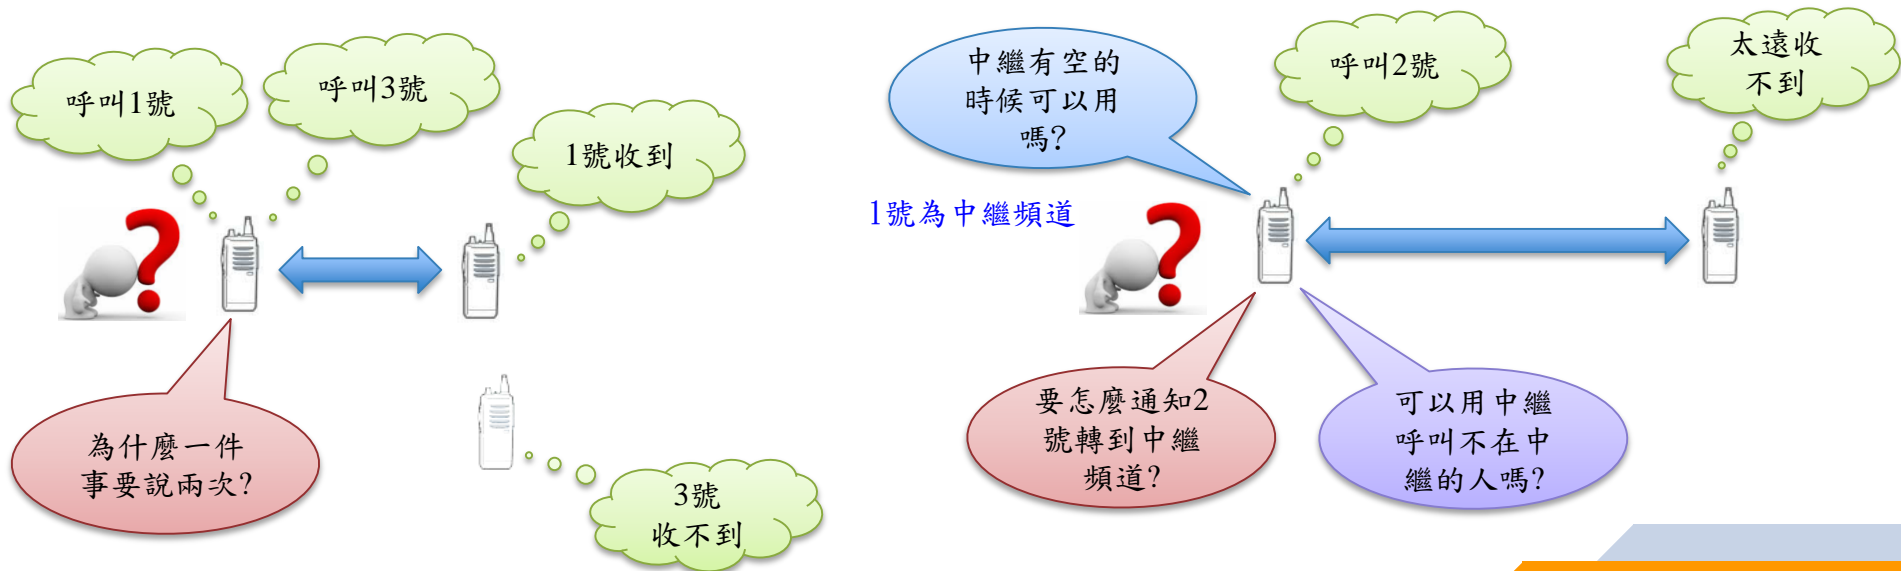 呼叫1號
呼叫3號
1號收到
為什麼一件
事要說兩次?
3號
收不到
中繼有空的
時候可以用
嗎?
呼叫2號
太遠收
不到
1號為中繼頻道
要怎麼通知2
號轉到中繼
頻道?
可以用中繼
呼叫不在中
繼的人嗎?